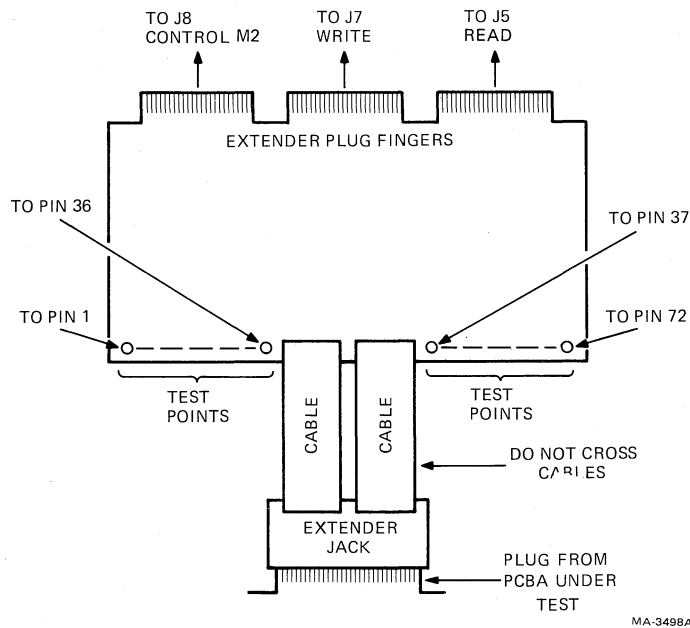 TO J8
CONTROL M2
TO J7
WRITE
TO J5
READ
EXTENDER PLUG FINGERS
TO PIN 36
TO PIN 37
TO PIN 1
TO PIN 72
TEST
POINTS
TEST
POINTS
CABLE
CABLE
DO NOT CROSS
CABLES
EXTENDER
JACK
PLUG FROM
PCBA UNDER
TEST
MA-3498A